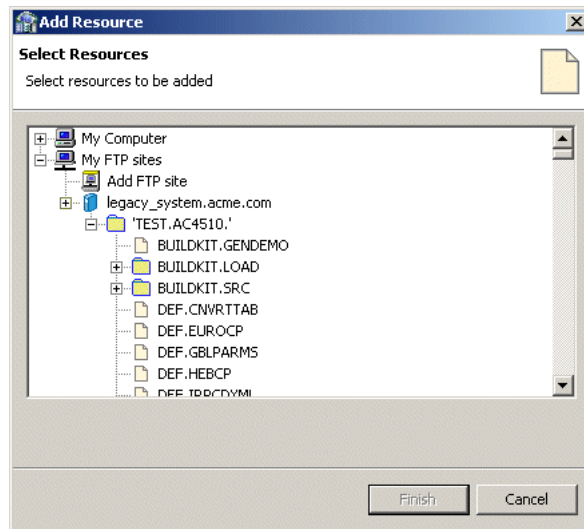 Add Resource
Select Resources
Select resources to be added
My Computer
My FTP sites
Add FTP site
legacy_system.acme.com
'TEST.AC4510.'
BUILDKIT.GENDEMO
BUILDKIT.LOAD
BUILDKIT.SRC
DEF.CNVRTTAB
DEF.EUROCP
DEF.GBLPARMS
DEF.HEBCP
Finish Cancel